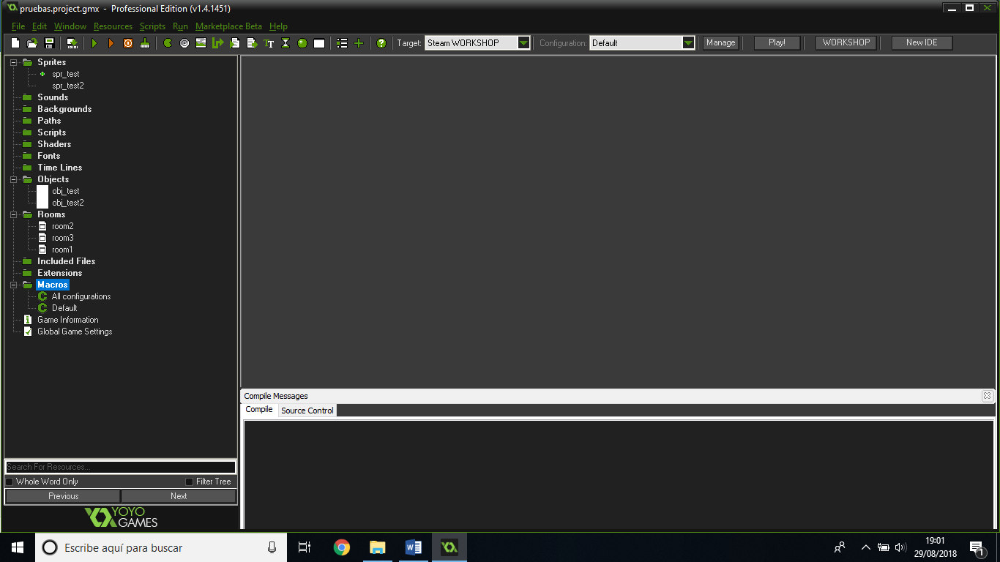 pruebas.project.gmx - Professional Edition (v1.4.1451)
File Edit Window Resources Scripts Run Marketplace Beta Help
Target: Steam WORKSHOP Configuration: Default Manage Play! WORKSHOP New IDE
Sprites
spr_test
spr_test2
Sounds
Backgrounds
Paths
Scripts
Shaders
Fonts
Time Lines
Objects
obj_test
obj_test2
Rooms
room2
room3
room1
Included Files
Extensions
Macros
All configurations
Default
Game Information
Global Game Settings
Search For Resources...
Whole Word Only Filter Tree
Previous Next
YOYO
GAMES
Compile Messages
Compile Source Control
Escribe aquí para buscar
19:01
29/08/2018
1